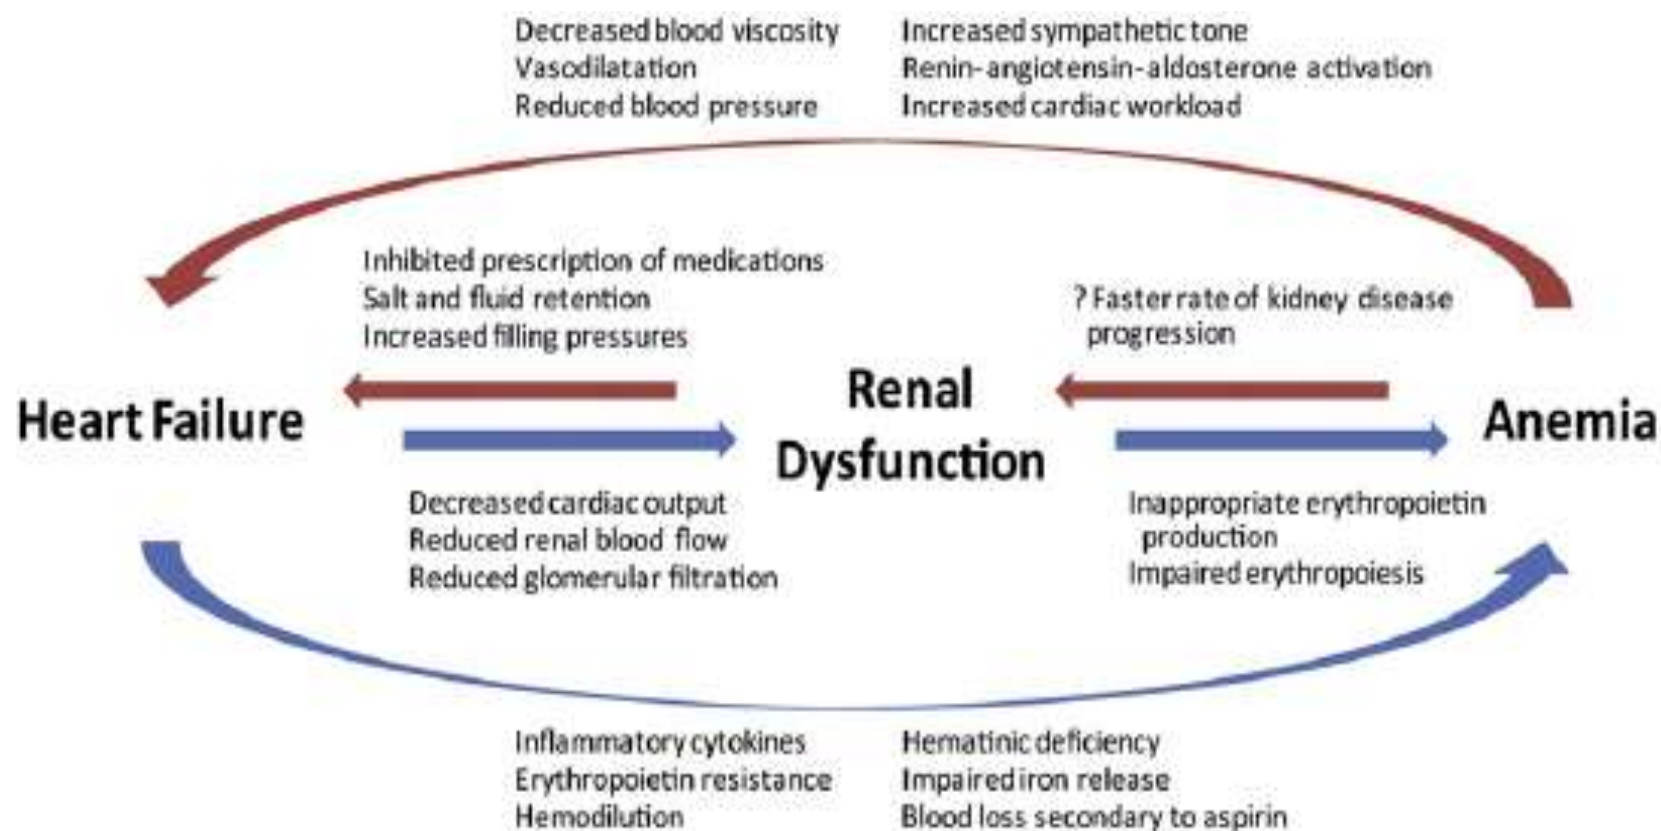 Decreased blood viscosity
Vasodilatation
Reduced blood pressure
Increased sympathetic tone
Renin-angiotensin-aldosterone activation
Increased cardiac workload
Inhibited prescription of medications
Salt and fluid retention
Increased filling pressures
? Faster rate of kidney disease
progression
Heart Failure
Renal
Dysfunction
Anemia
Decreased cardiac output
Reduced renal blood flow
Reduced glomerular filtration
Inappropriate erythropoietin
production
Impaired erythropoiesis
Inflammatory cytokines
Erythropoietin resistance
Hemodilution
Hematinic deficiency
Impaired iron release
Blood loss secondary to aspirin